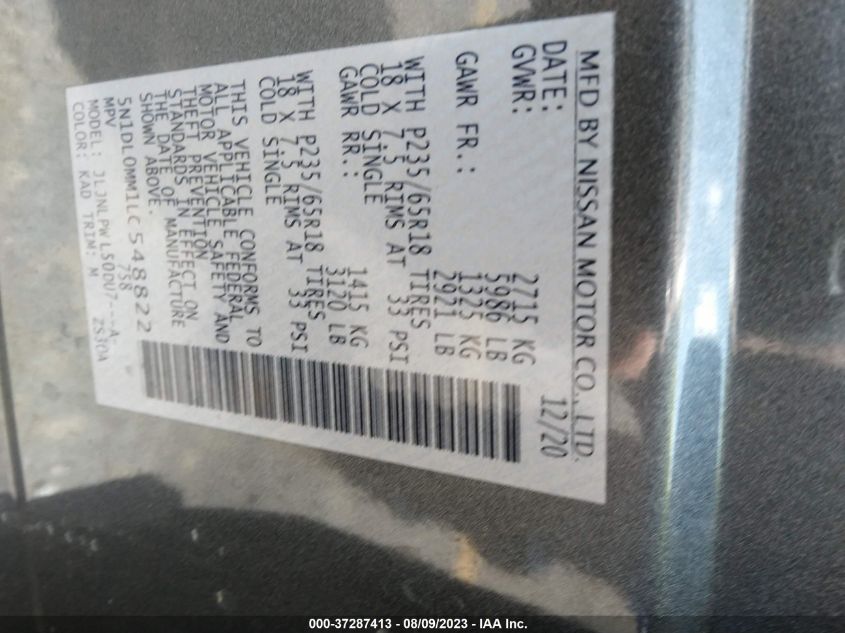 MFD BY NISSAN MOTOR CO., LTD.
DATE: 12/20
GVWR: 2715 KG
5986 LB
GAWR FR.: 1325 KG
2921 LB
WITH P235/65R18 TIRES
18 X 7.5 RIMS AT 33 PSI
COLD SINGLE
GAWR RR.: 1415 KG
3120 LB
WITH P235/65R18 TIRES
18 X 7.5 RIMS AT 33 PSI
COLD SINGLE
THIS VEHICLE CONFORMS TO
ALL APPLICABLE FEDERAL
MOTOR VEHICLE SAFETY AND
THEFT PREVENTION
STANDARDS IN EFFECT ON
THE DATE OF MANUFACTURE
SHOWN ABOVE.
5N1DL0MM1LC548822
MPV 758
MODEL: JLJNLPW L50DU7---A-
COLOR: KAD TRIM: M 2530A
000-37287413 - 08/09/2023 - IAA Inc.